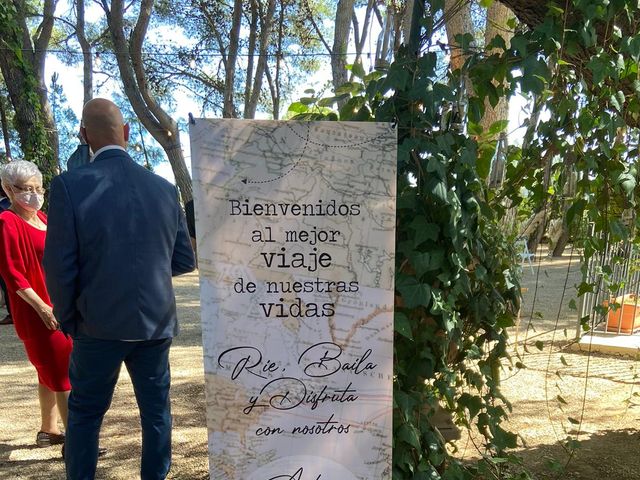 Bienvenidos
al mejor
viaje
de nuestras
vidas
Rie, Baila
y Disfruta
con nosotros